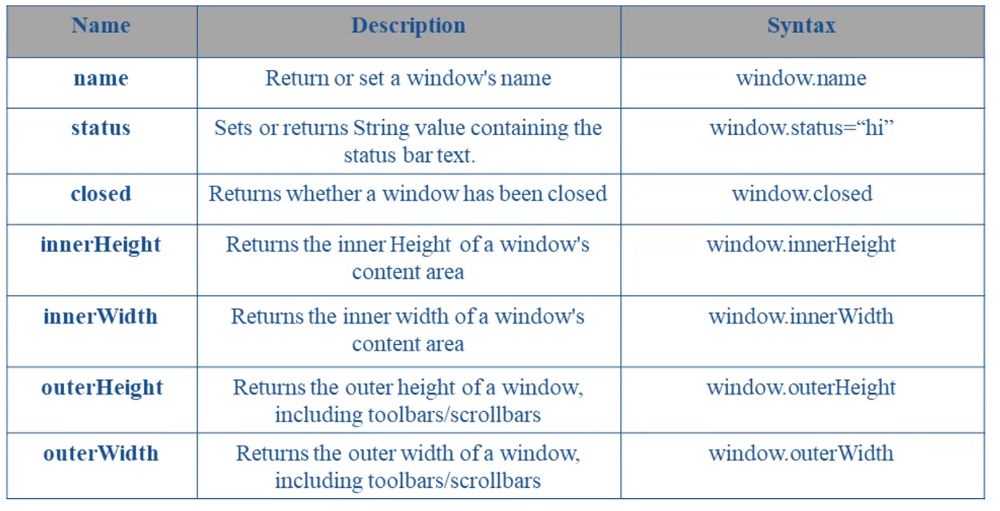 Name Description Syntax
name Return or set a window's name window.name
status Sets or returns String value containing the window.status=“hi”
status bar text.
closed Returns whether a window has been closed window.closed
innerHeight Returns the inner Height of a window's window.innerHeight
content area
innerWidth Returns the inner width of a window's window.innerWidth
content area
outerHeight Returns the outer height of a window, window.outerHeight
including toolbars/scrollbars
outerWidth Returns the outer width of a window, window.outerWidth
including toolbars/scrollbars